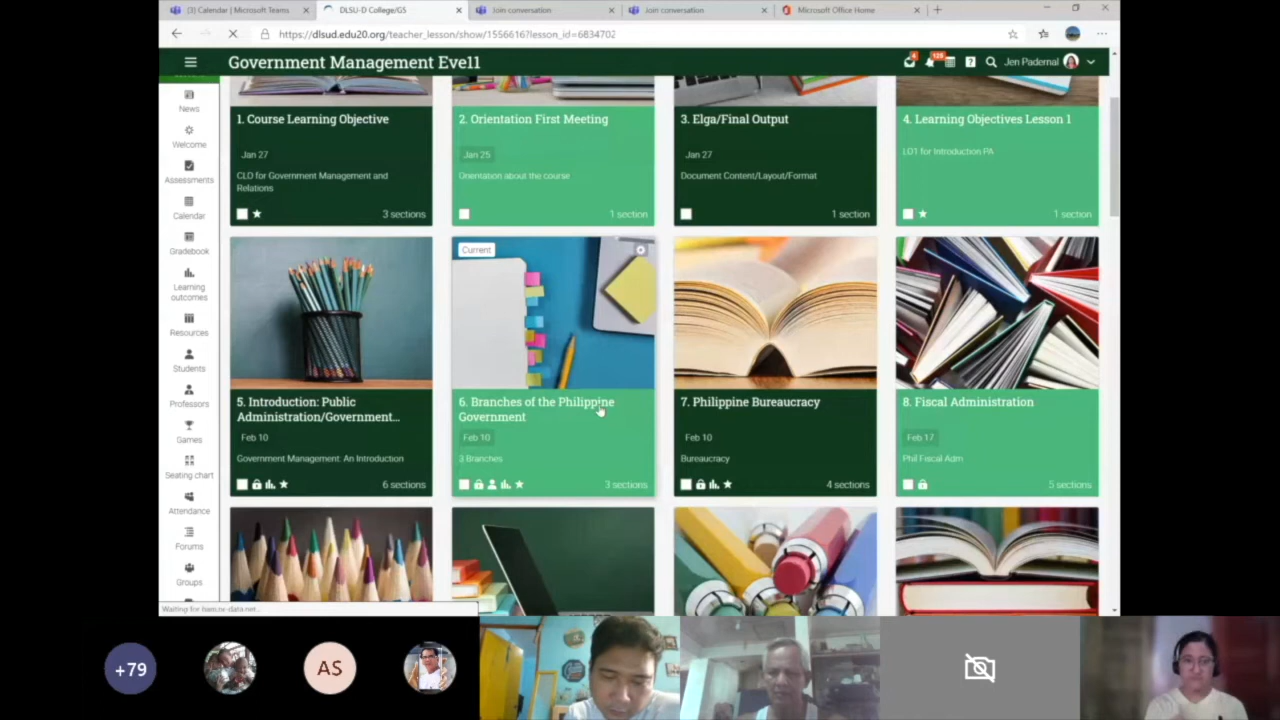 (3) Calendar | Microsoft Teams
DLSU-D College/GS
Join conversation
Join conversation
Microsoft Office Home
https://dlsud.edu20.org/teacher_lesson/show/1556616?lesson_id=6834702
Government Management Eve11
4
Jen Padernal
News
Welcome
Assessments
Calendar
Gradebook
Learning
outcomes
Resources
Students
Professors
Games
Seating chart
Attendance
Forums
Groups
1. Course Learning Objective
Jan 27
CLO for Government Management and
Relations
3 sections
2. Orientation First Meeting
Jan 25
Orientation about the course
1 section
3. Elga/Final Output
Jan 27
Document Content/Layout/Format
1 section
4. Learning Objectives Lesson 1
LO1 for Introduction PA
1 section
5. Introduction: Public
Administration/Government...
Feb 10
Government Management: An Introduction
6 sections
Current
6. Branches of the Philippine
Government
Feb 10
3 Branches
3 sections
7. Philippine Bureaucracy
Feb 10
Bureaucracy
4 sections
8. Fiscal Administration
Feb 17
Phil Fiscal Adm
5 sections
+79
AS